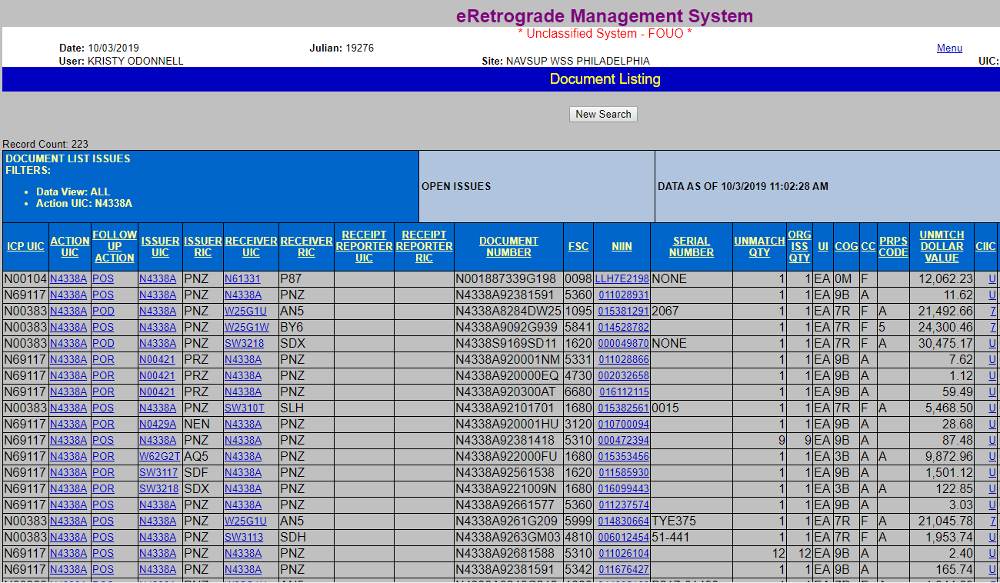 eRetrograde Management System
* Unclassified System - FOUO *
Date: 10/03/2019 Julian: 19276 Menu
User: KRISTY ODONNELL Site: NAVSUP WSS PHILADELPHIA UIC:
Document Listing
New Search
Record Count: 223
DOCUMENT LIST ISSUES
FILTERS:
• Data View: ALL
• Action UIC: N4338A
OPEN ISSUES
DATA AS OF 10/3/2019 11:02:28 AM
ICP UIC ACTION UIC FOLLOW UP ACTION ISSUER UIC ISSUER RIC RECEIVER UIC RECEIVER RIC RECEIPT REPORTER UIC RECEIPT REPORTER RIC DOCUMENT NUMBER FSC NIIN SERIAL NUMBER UNMATCH QTY ORG ISS QTY UI COG CC PRPS CODE UNMTCH DOLLAR VALUE CIIC
N00104 N4338A POS N4338A PNZ N61331 P87 N001887339G198 0098 LLH7E2198 NONE 1 1 EA 0M F 12,062.23 U
N69117 N4338A POS N4338A PNZ N4338A PNZ N4338A92381591 5360 011028931 1 1 EA 9B A 11.62 U
N00383 N4338A POD N4338A PNZ W25G1U AN5 N4338A8284DW25 1095 015381291 2067 1 1 EA 7R F A 21,492.66 7
N00383 N4338A POS N4338A PNZ W25G1W BY6 N4338A9092G939 5841 014528782 1 1 EA 7R F 5 24,300.46 7
N00383 N4338A POD N4338A PNZ SW3218 SDX N4338S9169SD11 1620 000049870 NONE 1 1 EA 7R F A 30,475.17 U
N69117 N4338A POR N00421 PRZ N4338A PNZ N4338A920001NM 5331 011028866 1 1 EA 9B A 7.62 U
N69117 N4338A POR N00421 PRZ N4338A PNZ N4338A920000EQ 4730 002032658 1 1 EA 9B A 1.12 U
N69117 N4338A POR N00421 PRZ N4338A PNZ N4338A920300AT 6680 016112115 1 1 EA 9B A 59.49 U
N00383 N4338A POS N4338A PNZ SW310T SLH N4338A92101701 1680 015382561 0015 1 1 EA 7R F A 5,468.50 U
N69117 N4338A POR N0429A NEN N4338A PNZ N4338A920001HU 3120 010700094 1 1 EA 9B A 28.68 U
N69117 N4338A POS N4338A PNZ N4338A PNZ N4338A92381418 5310 000472394 9 9 EA 9B A 87.48 U
N69117 N4338A POR W62G2T AQ5 N4338A PNZ N4338A922000FU 1680 015353456 1 1 EA 3B A A 9,872.96 U
N69117 N4338A POR SW3117 SDF N4338A PNZ N4338A92561538 1620 011585930 1 1 EA 9B A 1,501.12 U
N69117 N4338A POR SW3218 SDX N4338A PNZ N4338A9221009N 1680 016099443 1 1 EA 3B A A 122.85 U
N69117 N4338A POS N4338A PNZ N4338A PNZ N4338A92661577 5360 011237574 1 1 EA 9B A 3.03 U
N00383 N4338A POS N4338A PNZ W25G1U AN5 N4338A9261G209 5999 014830664 TYE375 1 1 EA 7R F A 21,045.78 7
N00383 N4338A POS N4338A PNZ SW3113 SDH N4338A9263GM03 4810 006012454 51-441 1 1 EA 7R F A 1,953.74 U
N69117 N4338A POS N4338A PNZ N4338A PNZ N4338A92681588 5310 011026104 12 12 EA 9B A 2.40 U
N69117 N4338A POS N4338A PNZ N4338A PNZ N4338A92381591 5342 011676427 1 1 EA 9B A 165.74 U